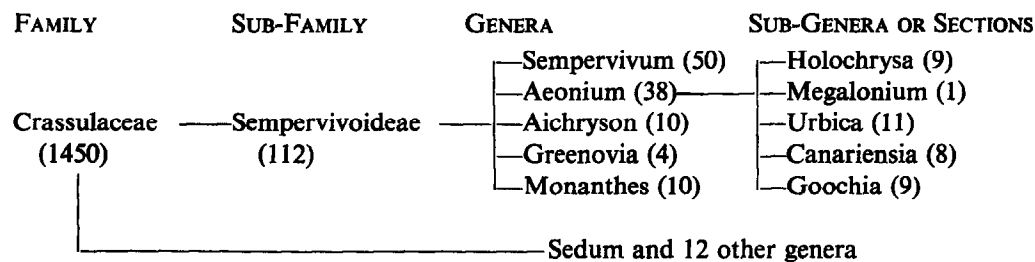 FAMILY SUB-FAMILY GENERA SUB-GENERA OR SECTIONS
Sempervivum (50) Holochrysa (9)
Aeonium (38) Megalonium (1)
Crassulaceae Sempervivoideae Aichryson (10) Urbica (11)
(1450) (112) Greenovia (4) Canariensia (8)
Monanthes (10) Goochia (9)
Sedum and 12 other genera